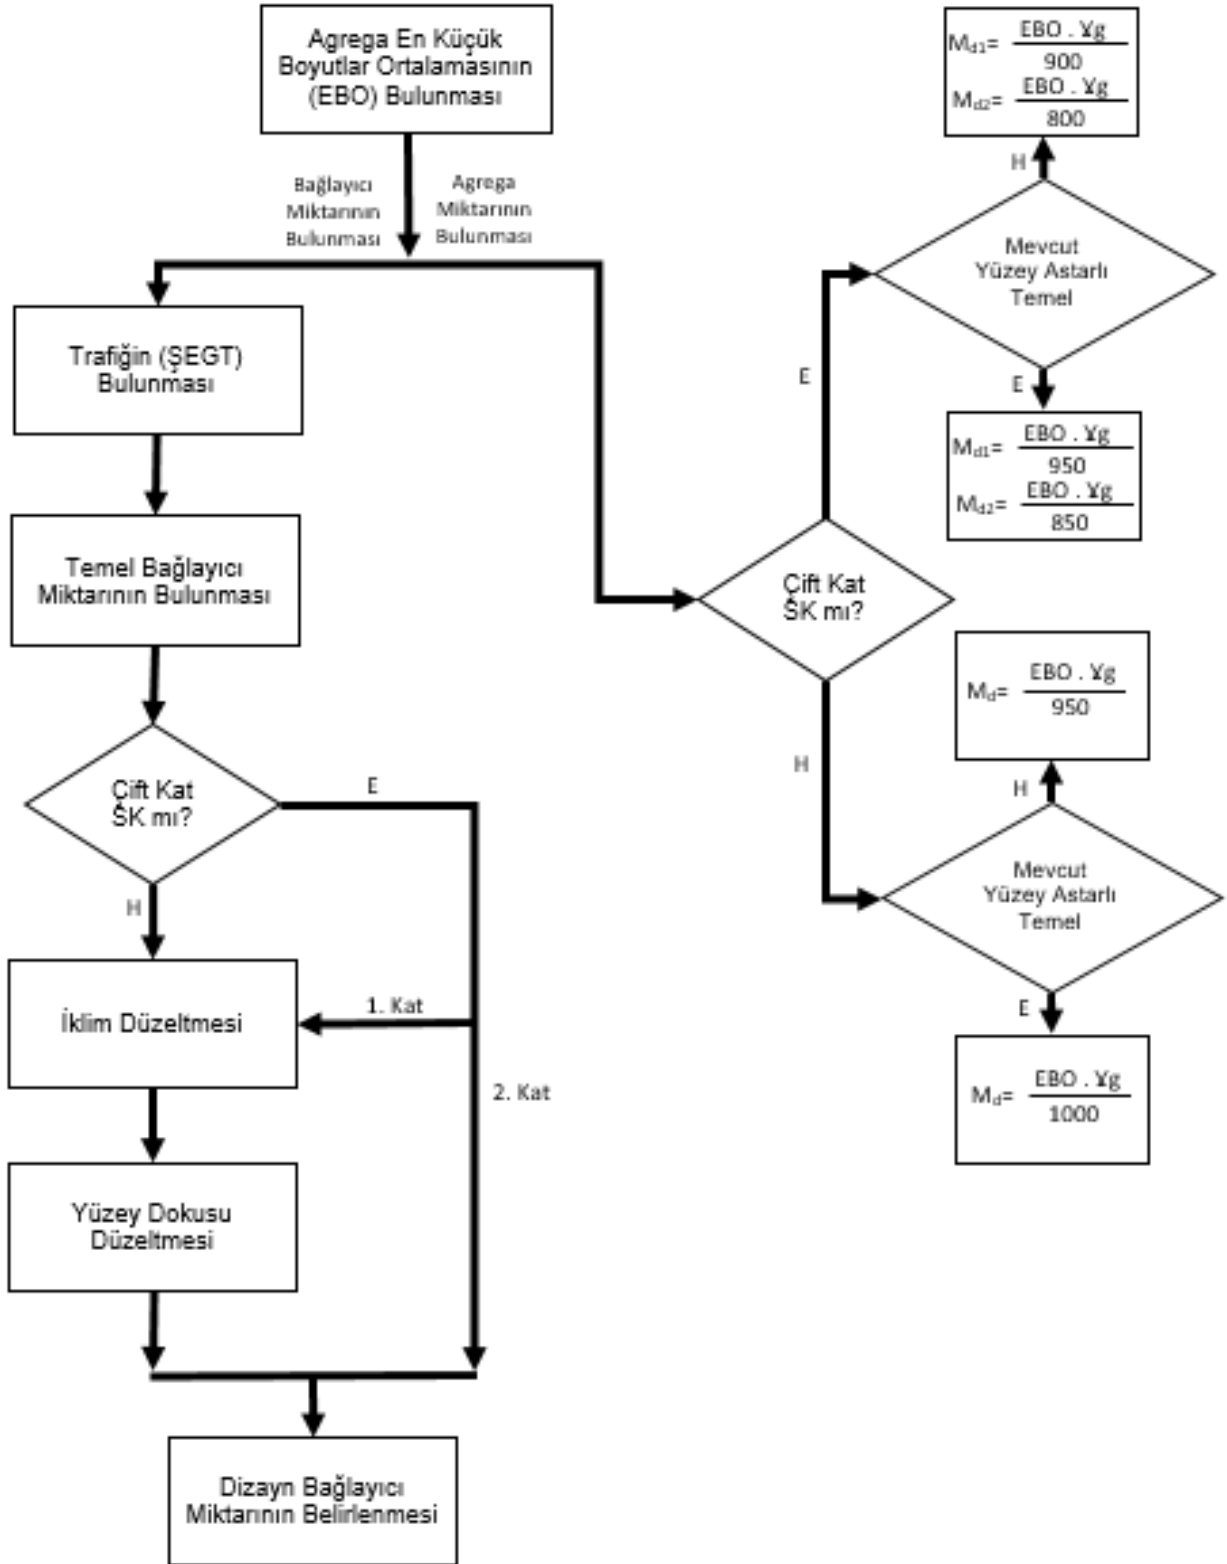 Agrega En Küçük
Boyutlar Ortalamasının
(EBO) Bulunması
Bağlayıcı
Miktarının
Bulunması
Agrega
Miktarının
Bulunması
Trafiğin (ŞEGT)
Bulunması
Temel Bağlayıcı
Miktarının Bulunması
Çift Kat
SK mı?
E
H
İklim Düzeltmesi
1. Kat
2. Kat
Yüzey Dokusu
Düzeltmesi
Dizayn Bağlayıcı
Miktarının Belirlenmesi
Çift Kat
SK mı?
E
H
Mevcut
Yüzey Astarlı
Temel
H
Md1= EBO . ɣg
900
Md2= EBO . ɣg
800
E
Md1= EBO . ɣg
950
Md2= EBO . ɣg
850
Mevcut
Yüzey Astarlı
Temel
H
Md= EBO . ɣg
950
E
Md= EBO . ɣg
1000